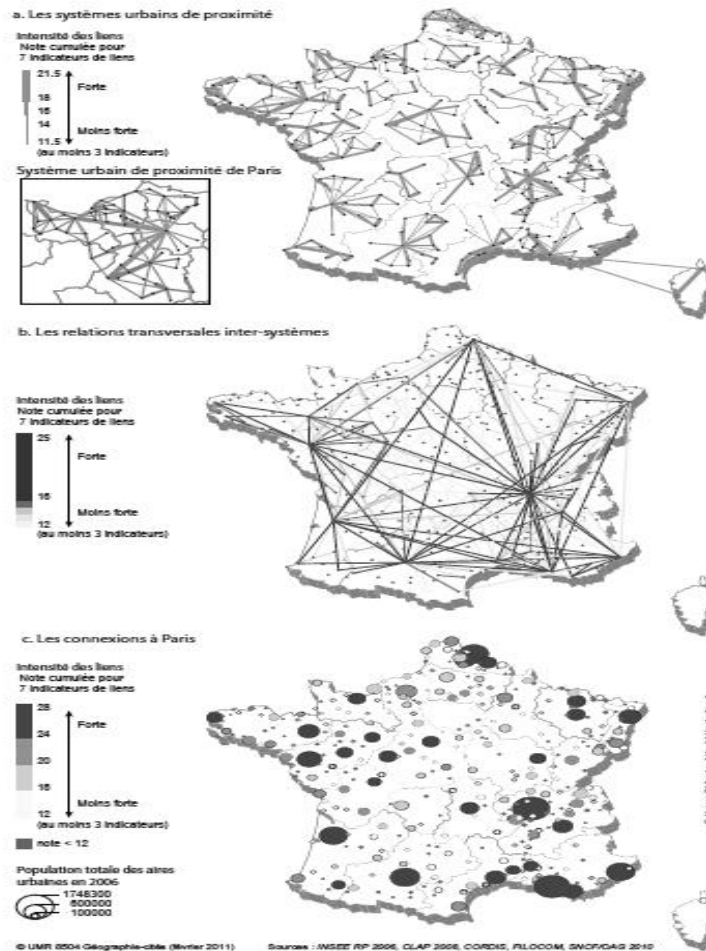 a. Les systèmes urbains de proximité
Intensité des liens
Note cumulée pour
7 indicateurs de liens
21.5
Forte
18
16
14
Moins forte
11.5
(au moins 3 indicateurs)
Système urbain de proximité de Paris
b. Les relations transversales inter-systèmes
Intensité des liens
Note cumulée pour
7 indicateurs de liens
25
Forte
16
Moins forte
12
(au moins 3 indicateurs)
c. Les connexions à Paris
Intensité des liens
Note cumulée pour
7 indicateurs de liens
28
Forte
24
20
16
Moins forte
12
(au moins 3 indicateurs)
note < 12
Population totale des aires
urbaines en 2006
1748300
600000
100000
© UMR 8504 Géographie-cités (février 2011) Sources : INSEE RP 2006, CLAP 2008, CORDIS, FILOCOM, SNCF/OAG 2010